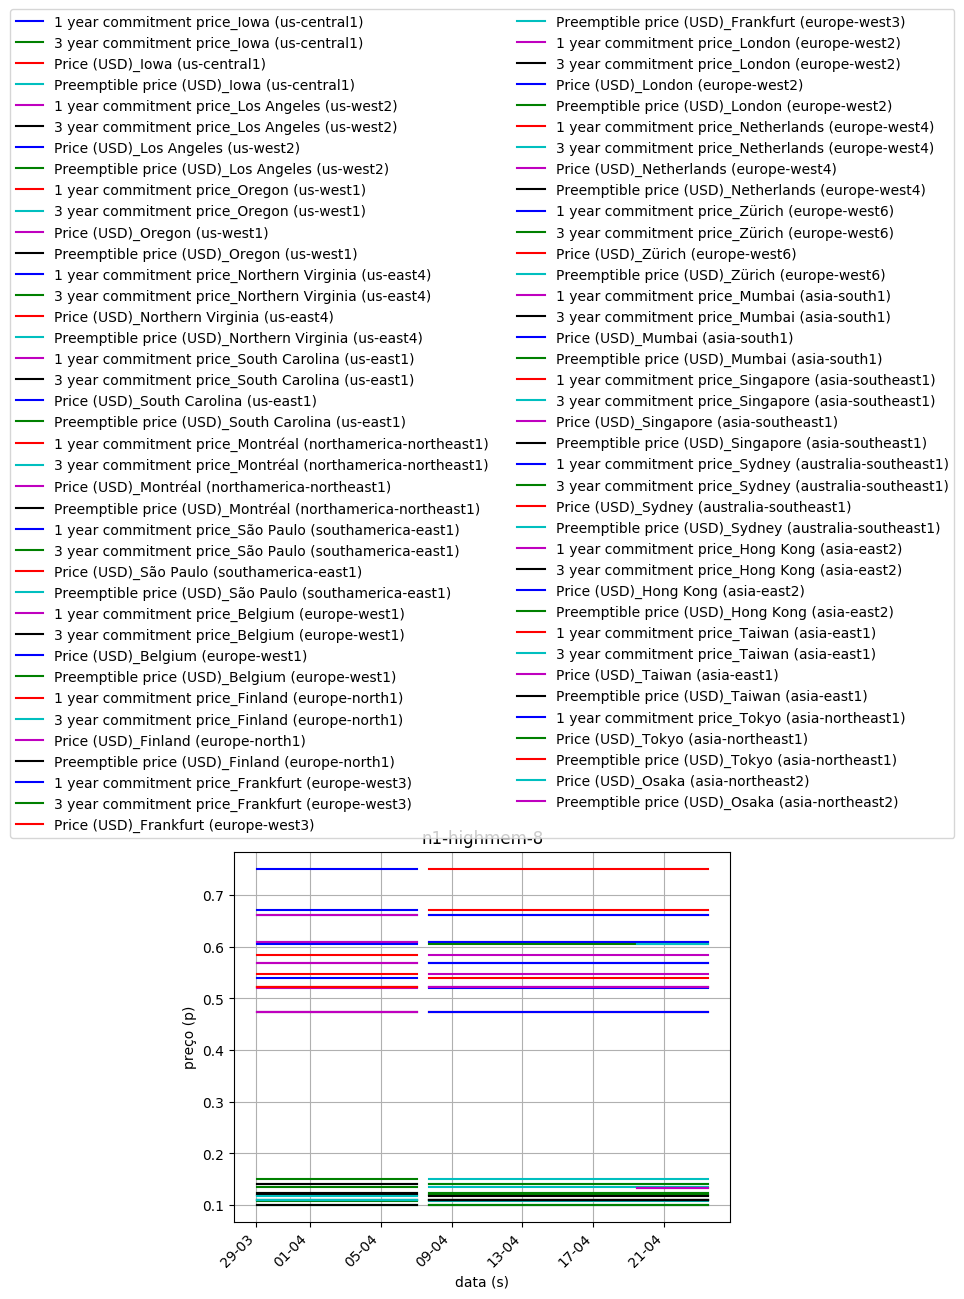 1 year commitment price_Iowa (us-central1)
3 year commitment price_Iowa (us-central1)
Price (USD)_Iowa (us-central1)
Preemptible price (USD)_Iowa (us-central1)
1 year commitment price_Los Angeles (us-west2)
3 year commitment price_Los Angeles (us-west2)
Price (USD)_Los Angeles (us-west2)
Preemptible price (USD)_Los Angeles (us-west2)
1 year commitment price_Oregon (us-west1)
3 year commitment price_Oregon (us-west1)
Price (USD)_Oregon (us-west1)
Preemptible price (USD)_Oregon (us-west1)
1 year commitment price_Northern Virginia (us-east4)
3 year commitment price_Northern Virginia (us-east4)
Price (USD)_Northern Virginia (us-east4)
Preemptible price (USD)_Northern Virginia (us-east4)
1 year commitment price_South Carolina (us-east1)
3 year commitment price_South Carolina (us-east1)
Price (USD)_South Carolina (us-east1)
Preemptible price (USD)_South Carolina (us-east1)
1 year commitment price_Montréal (northamerica-northeast1)
3 year commitment price_Montréal (northamerica-northeast1)
Price (USD)_Montréal (northamerica-northeast1)
Preemptible price (USD)_Montréal (northamerica-northeast1)
1 year commitment price_São Paulo (southamerica-east1)
3 year commitment price_São Paulo (southamerica-east1)
Price (USD)_São Paulo (southamerica-east1)
Preemptible price (USD)_São Paulo (southamerica-east1)
1 year commitment price_Belgium (europe-west1)
3 year commitment price_Belgium (europe-west1)
Price (USD)_Belgium (europe-west1)
Preemptible price (USD)_Belgium (europe-west1)
1 year commitment price_Finland (europe-north1)
3 year commitment price_Finland (europe-north1)
Price (USD)_Finland (europe-north1)
Preemptible price (USD)_Finland (europe-north1)
1 year commitment price_Frankfurt (europe-west3)
3 year commitment price_Frankfurt (europe-west3)
Price (USD)_Frankfurt (europe-west3)
Preemptible price (USD)_Frankfurt (europe-west3)
1 year commitment price_London (europe-west2)
3 year commitment price_London (europe-west2)
Price (USD)_London (europe-west2)
Preemptible price (USD)_London (europe-west2)
1 year commitment price_Netherlands (europe-west4)
3 year commitment price_Netherlands (europe-west4)
Price (USD)_Netherlands (europe-west4)
Preemptible price (USD)_Netherlands (europe-west4)
1 year commitment price_Zürich (europe-west6)
3 year commitment price_Zürich (europe-west6)
Price (USD)_Zürich (europe-west6)
Preemptible price (USD)_Zürich (europe-west6)
1 year commitment price_Mumbai (asia-south1)
3 year commitment price_Mumbai (asia-south1)
Price (USD)_Mumbai (asia-south1)
Preemptible price (USD)_Mumbai (asia-south1)
1 year commitment price_Singapore (asia-southeast1)
3 year commitment price_Singapore (asia-southeast1)
Price (USD)_Singapore (asia-southeast1)
Preemptible price (USD)_Singapore (asia-southeast1)
1 year commitment price_Sydney (australia-southeast1)
3 year commitment price_Sydney (australia-southeast1)
Price (USD)_Sydney (australia-southeast1)
Preemptible price (USD)_Sydney (australia-southeast1)
1 year commitment price_Hong Kong (asia-east2)
3 year commitment price_Hong Kong (asia-east2)
Price (USD)_Hong Kong (asia-east2)
Preemptible price (USD)_Hong Kong (asia-east2)
1 year commitment price_Taiwan (asia-east1)
3 year commitment price_Taiwan (asia-east1)
Price (USD)_Taiwan (asia-east1)
Preemptible price (USD)_Taiwan (asia-east1)
1 year commitment price_Tokyo (asia-northeast1)
Price (USD)_Tokyo (asia-northeast1)
Preemptible price (USD)_Tokyo (asia-northeast1)
Price (USD)_Osaka (asia-northeast2)
Preemptible price (USD)_Osaka (asia-northeast2)
n1-highmem-8
0.7
0.6
0.5
0.4
0.3
0.2
0.1
preço (p)
29-03
01-04
05-04
09-04
13-04
17-04
21-04
data (s)